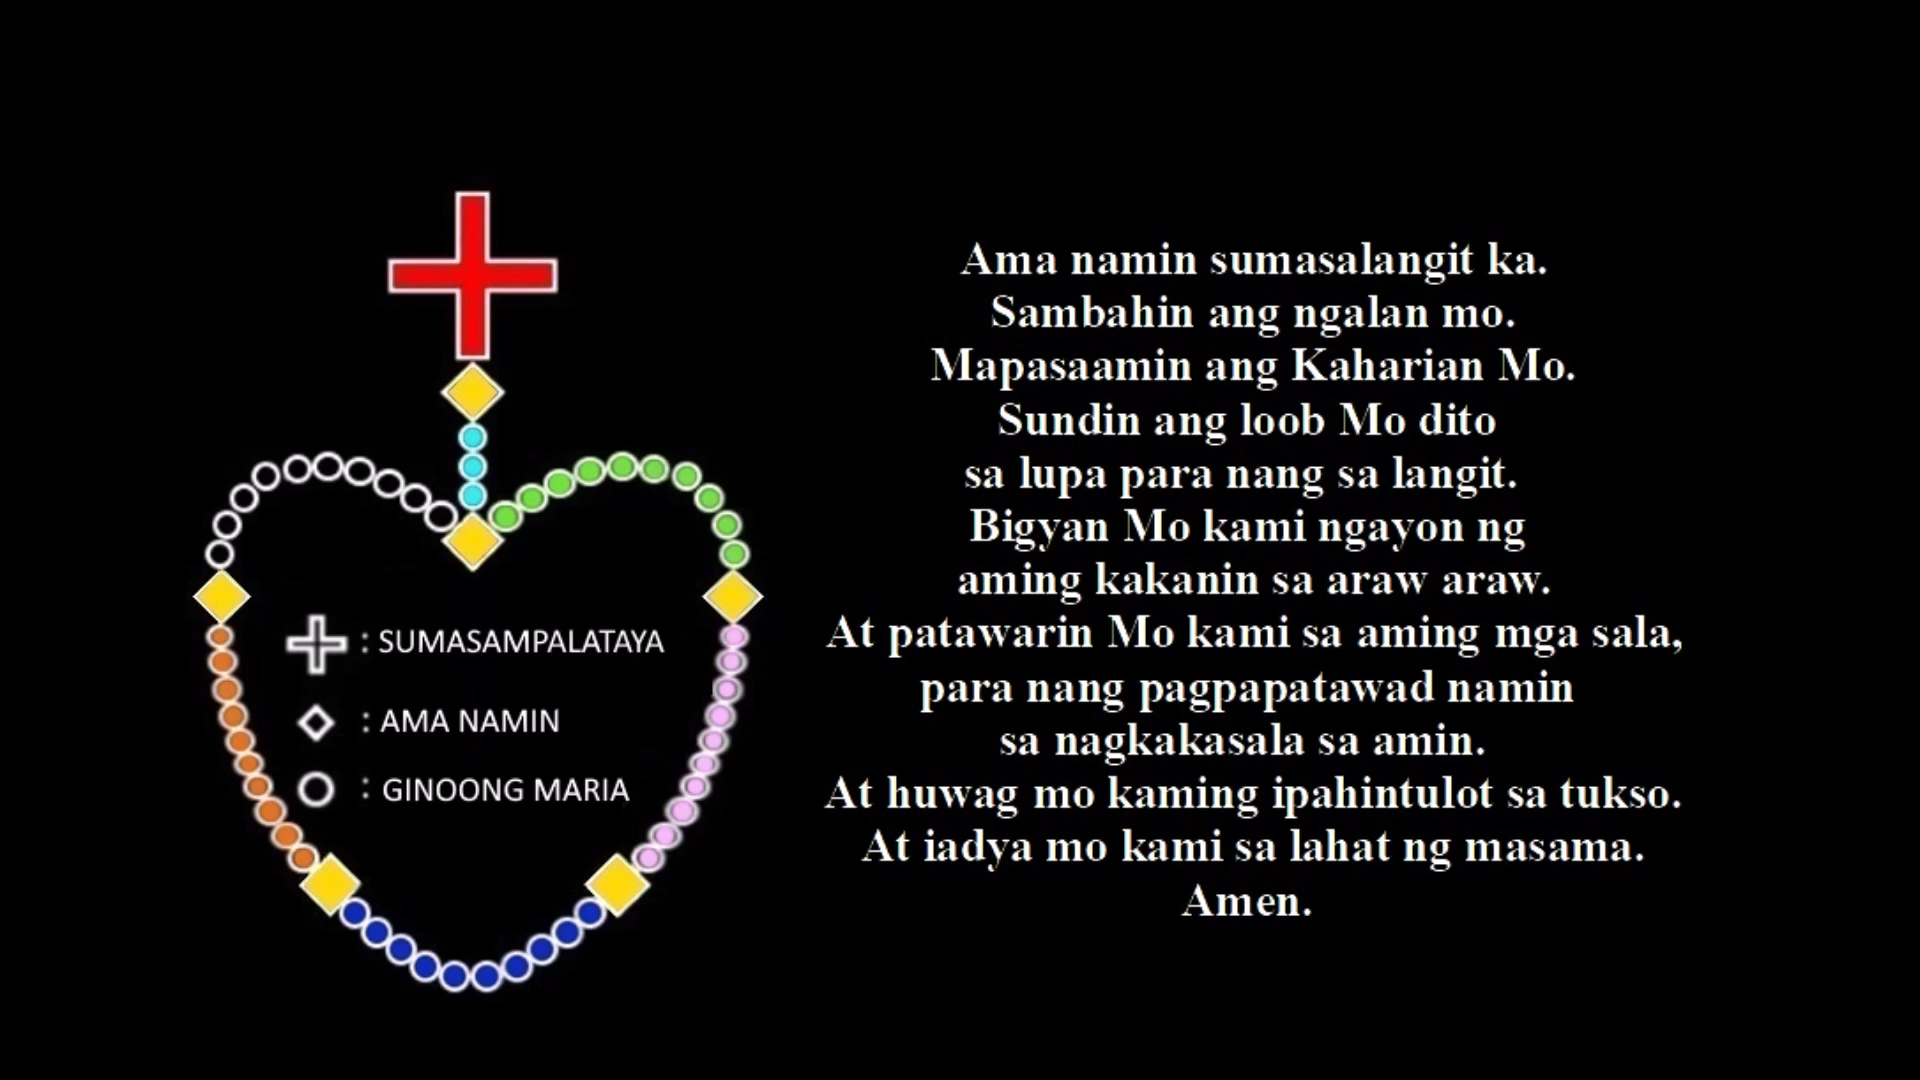 : SUMASAMPALATAYA
: AMA NAMIN
: GINOONG MARIA
Ama namin sumasalangit ka.
Sambahin ang ngalan mo.
Mapasaamin ang Kaharian Mo.
Sundin ang loob Mo dito
sa lupa para nang sa langit.
Bigyan Mo kami ngayon ng
aming kakanin sa araw araw.
At patawarin Mo kami sa aming mga sala,
para nang pagpapatawad namin
sa nagkakasala sa amin.
At huwag mo kaming ipahintulot sa tukso.
At iadya mo kami sa lahat ng masama.
Amen.